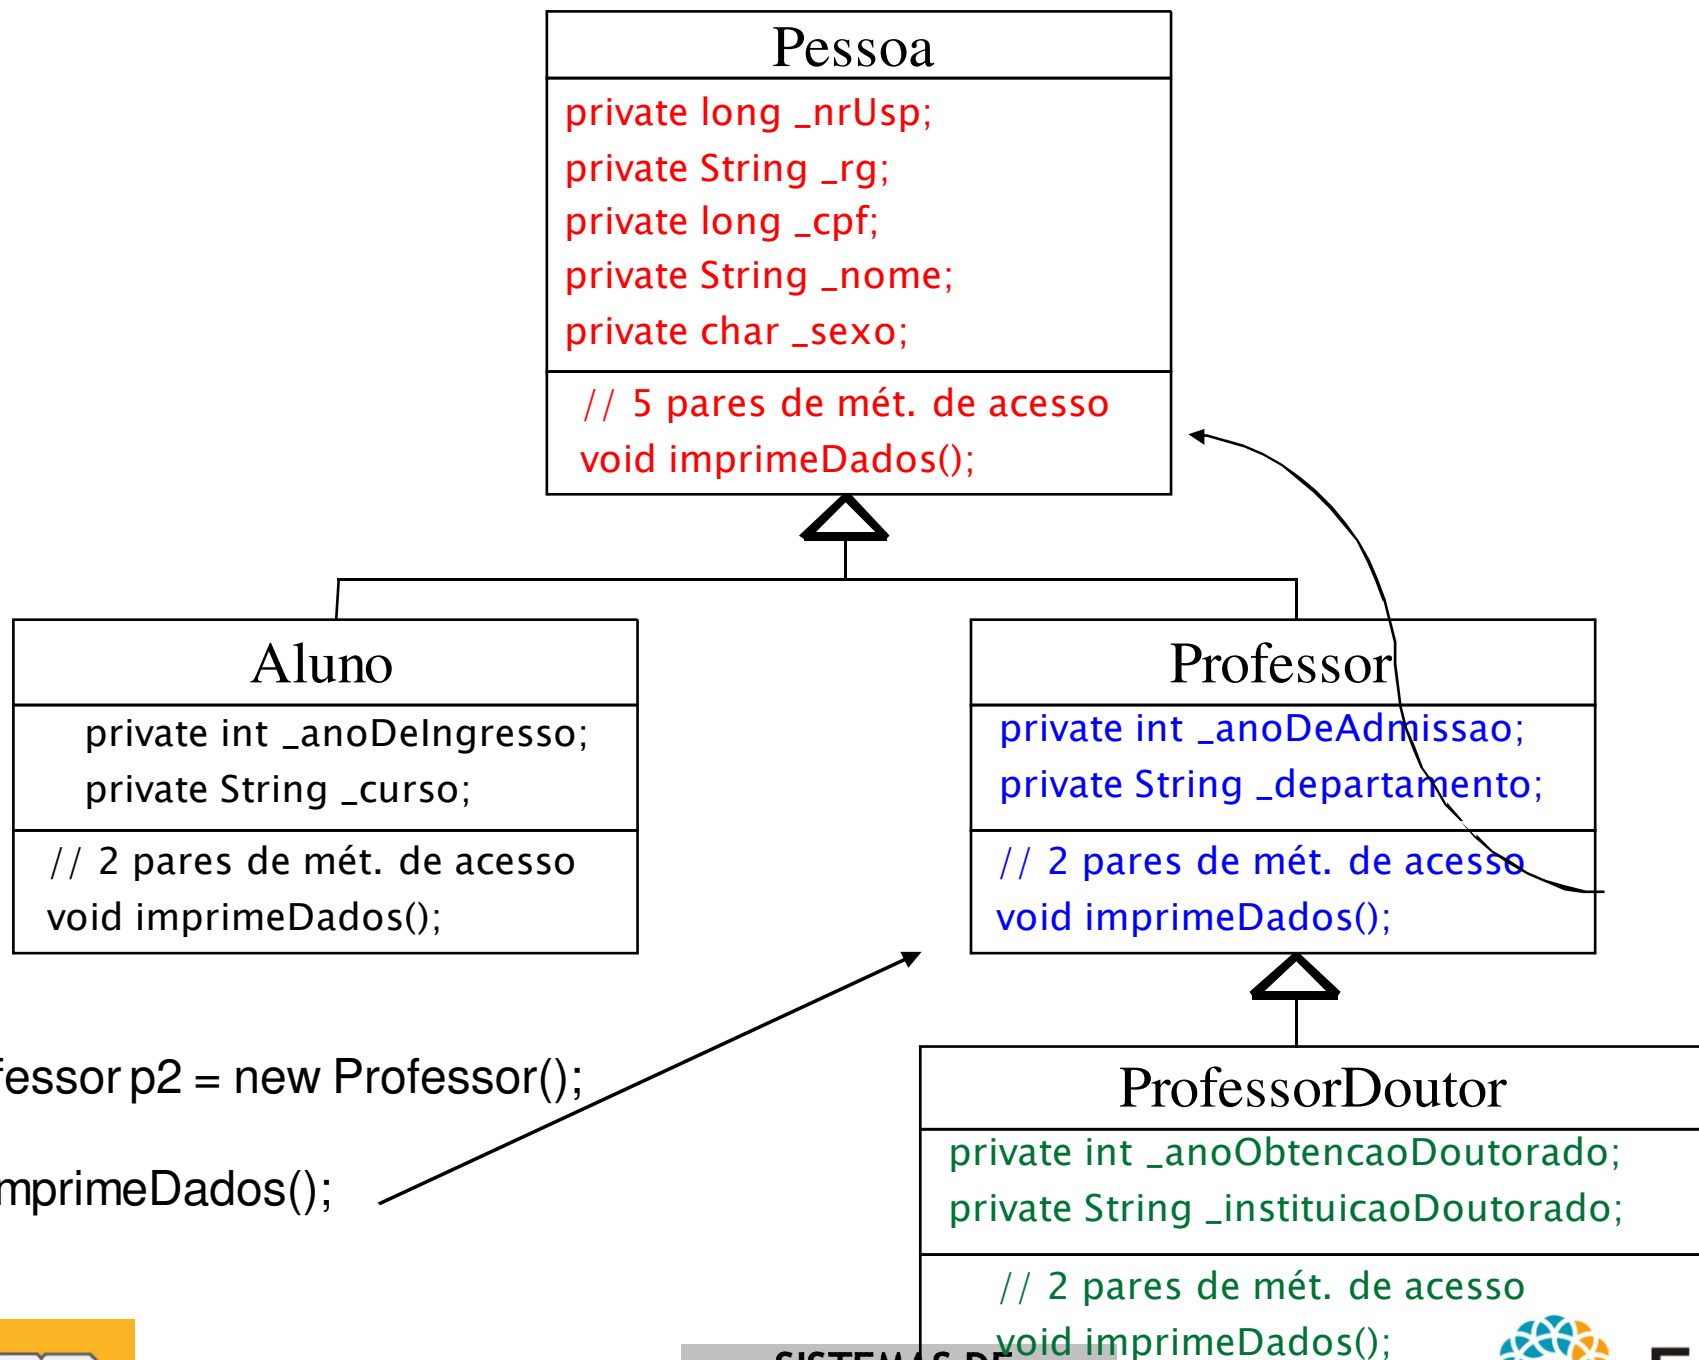 Pessoa
private long _nrUsp;
private String _rg;
private long _cpf;
private String _nome;
private char _sexo;
// 5 pares de mét. de acesso
void imprimeDados();
Aluno
private int _anoDeIngresso;
private String _curso;
// 2 pares de mét. de acesso
void imprimeDados();
Professor
private int _anoDeAdmissao;
private String _departamento;
// 2 pares de mét. de acesso
void imprimeDados();
fessor p2 = new Professor();
mprimeDados();
ProfessorDoutor
private int _anoObtencaoDoutorado;
private String _instituicaoDoutorado;
// 2 pares de mét. de acesso
void imprimeDados();
SISTEMAS DE